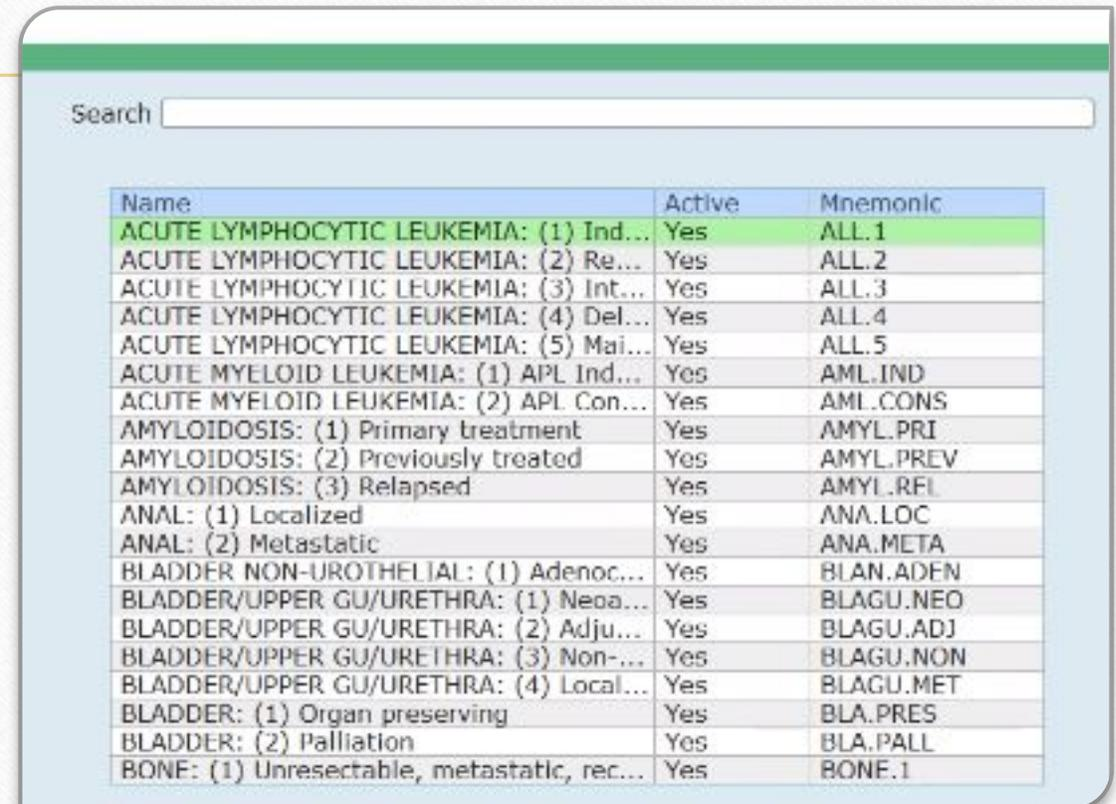 Search
Name Active Mnemonic
ACUTE LYMPHOCYTIC LEUKEMIA: (1) Ind... Yes ALL.1
ACUTE LYMPHOCYTIC LEUKEMIA: (2) Re... Yes ALL.2
ACUTE LYMPHOCYTIC LEUKEMIA: (3) Int... Yes ALL.3
ACUTE LYMPHOCYTIC LEUKEMIA: (4) Del... Yes ALL.4
ACUTE LYMPHOCYTIC LEUKEMIA: (5) Mai... Yes ALL.5
ACUTE MYELOID LEUKEMIA: (1) APL Ind... Yes AML.IND
ACUTE MYELOID LEUKEMIA: (2) APL Con... Yes AML.CONS
AMYLOIDOSIS: (1) Primary treatment Yes AMYL.PRI
AMYLOIDOSIS: (2) Previously treated Yes AMYL.PREV
AMYLOIDOSIS: (3) Relapsed Yes AMYL.REL
ANAL: (1) Localized Yes ANA.LOC
ANAL: (2) Metastatic Yes ANA.META
BLADDER NON-UROTHELIAL: (1) Adenoc... Yes BLAN.ADEN
BLADDER/UPPER GU/URETHRA: (1) Neoa... Yes BLAGU.NEO
BLADDER/UPPER GU/URETHRA: (2) Adju... Yes BLAGU.ADJ
BLADDER/UPPER GU/URETHRA: (3) Non-... Yes BLAGU.NON
BLADDER/UPPER GU/URETHRA: (4) Local... Yes BLAGU.MET
BLADDER: (1) Organ preserving Yes BLA.PRES
BLADDER: (2) Palliation Yes BLA.PALL
BONE: (1) Unresectable, metastatic, rec... Yes BONE.1